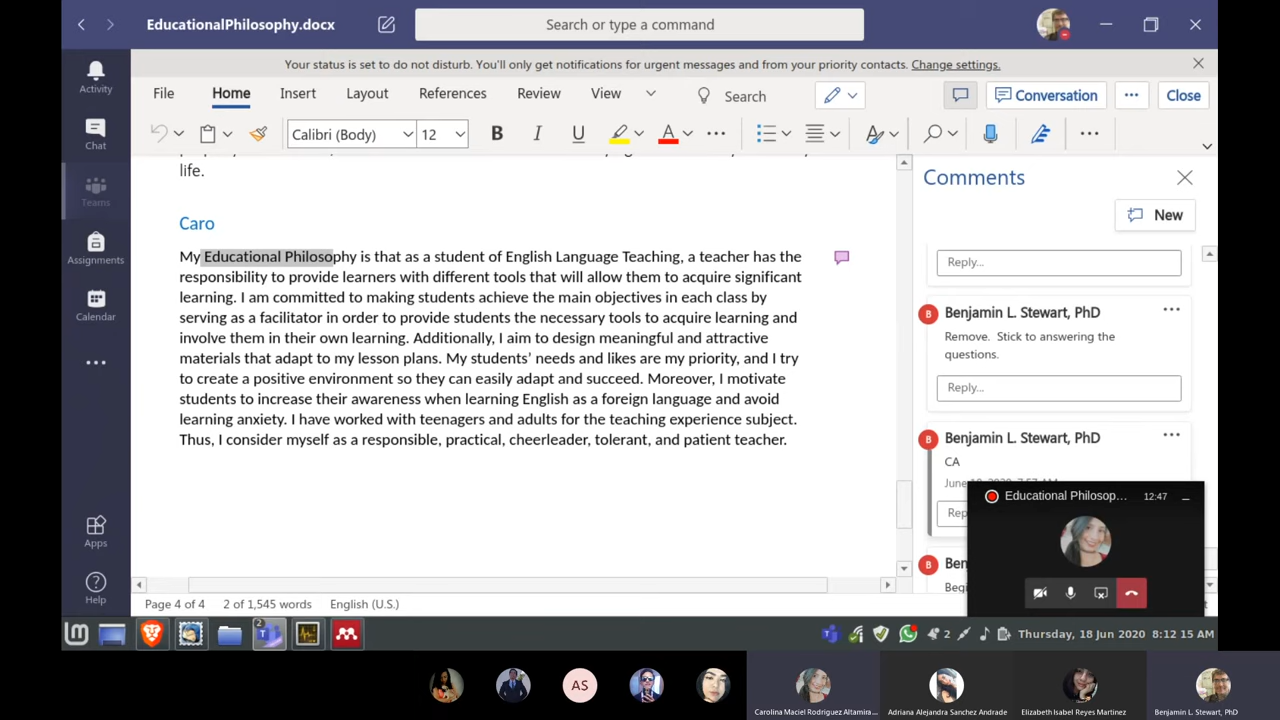 EducationalPhilosophy.docx
Search or type a command
Your status is set to do not disturb. You'll only get notifications for urgent messages and from your priority contacts. Change settings.
Activity
Chat
Teams
Assignments
Calendar
Apps
Help
File Home Insert Layout References Review View Search Conversation Close
Calibri (Body) 12 B I U A
life.
Caro
My Educational Philosophy is that as a student of English Language Teaching, a teacher has the
responsibility to provide learners with different tools that will allow them to acquire significant
learning. I am committed to making students achieve the main objectives in each class by
serving as a facilitator in order to provide students the necessary tools to acquire learning and
involve them in their own learning. Additionally, I aim to design meaningful and attractive
materials that adapt to my lesson plans. My students' needs and likes are my priority, and I try
to create a positive environment so they can easily adapt and succeed. Moreover, I motivate
students to increase their awareness when learning English as a foreign language and avoid
learning anxiety. I have worked with teenagers and adults for the teaching experience subject.
Thus, I consider myself as a responsible, practical, cheerleader, tolerant, and patient teacher.
Comments
New
Reply...
B Benjamin L. Stewart, PhD
Remove. Stick to answering the
questions.
Reply...
B Benjamin L. Stewart, PhD
CA
Rep
B Ben
Educational Philosop... 12:47
Page 4 of 4 2 of 1,545 words English (U.S.)
2
2 Thursday, 18 Jun 2020 8:12 15 AM
AS
Carolina Maciel Rodriguez Altamira...
Adriana Alejandra Sanchez Andrade
Elizabeth Isabel Reyes Martinez
Benjamin L. Stewart, PhD